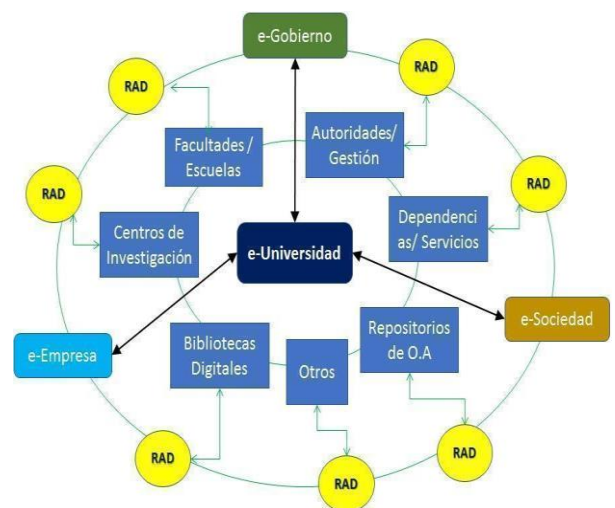 e-Gobierno
RAD
RAD
Facultades /
Escuelas
Autoridades/
Gestión
RAD
RAD
Centros de
Investigación
e-Universidad
Dependenci
as/ Servicios
e-Empresa
e-Sociedad
Bibliotecas
Digitales
Otros
Repositorios
de O.A
RAD
RAD
RAD